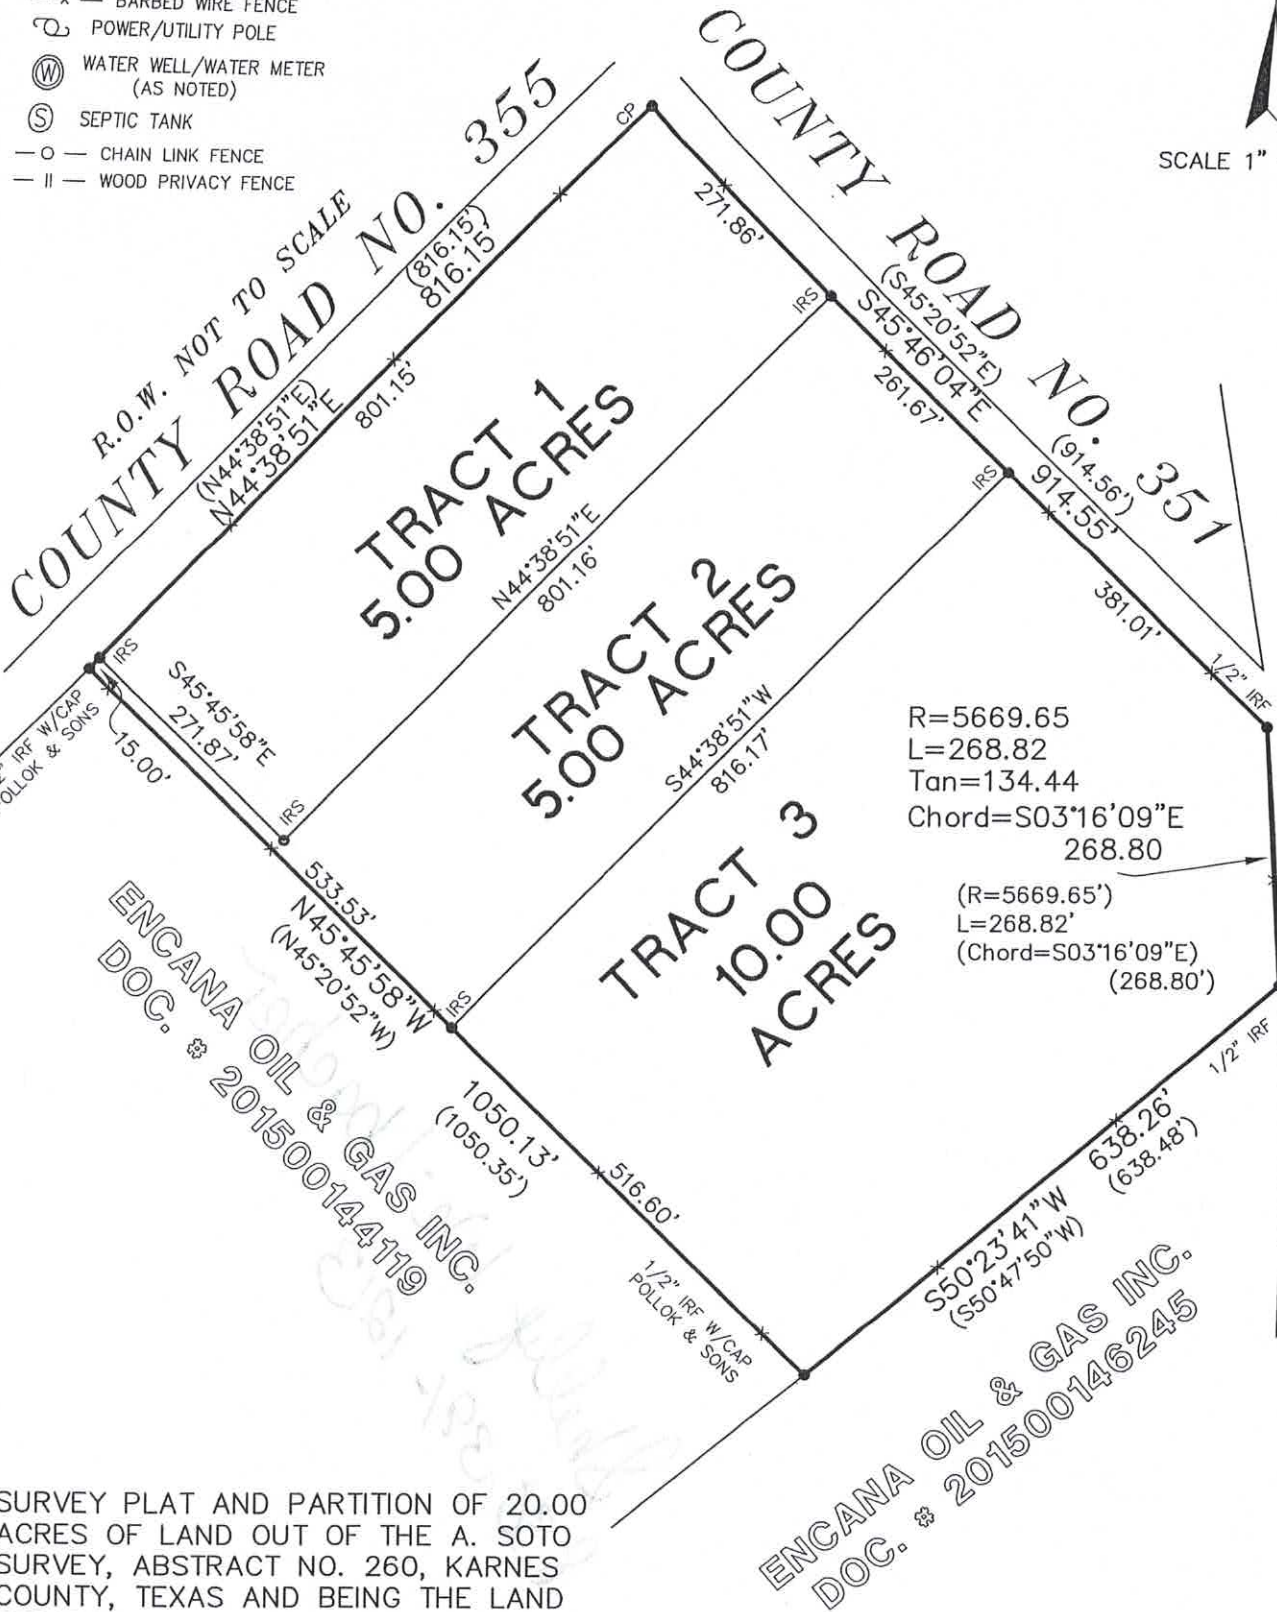 BARBED WIRE FENCE
POWER/UTILITY POLE
W WATER WELL/WATER METER
(AS NOTED)
S SEPTIC TANK
— O — CHAIN LINK FENCE
— II — WOOD PRIVACY FENCE
SCALE 1"
R.O.W. NOT TO SCALE
COUNTY ROAD NO. 355
(N44°38'51"E)
N44°38'51"E
(816.15')
816.15'
801.15'
CP
COUNTY ROAD NO. 351
271.86'
IRS
(S45°20'52"E)
S45°46'04"E
261.67'
IRS
(914.56')
914.55'
381.01'
1/2" IRF
TRACT 1
5.00 ACRES
N44°38'51"E
801.16'
IRS
S45°45'58"E
271.87'
IRS
15.00'
IRF W/CAP
POLLOK & SONS
TRACT 2
5.00 ACRES
S44°38'51"W
816.17'
R=5669.65
L=268.82
Tan=134.44
Chord=S03°16'09"E
268.80
(R=5669.65')
L=268.82'
(Chord=S03°16'09"E)
(268.80')
TRACT 3
10.00
ACRES
533.53'
N45°45'58"W
(N45°20'52"W)
IRS
ENCANA OIL & GAS INC.
DOC. # 201500144119
1050.13'
(1050.35')
516.60'
1/2" IRF W/CAP
POLLOK & SONS
1/2" IRF
638.26'
(638.48')
S50°23'41"W
(S50°47'50"W)
ENCANA OIL & GAS INC.
DOC. # 201500146245
SURVEY PLAT AND PARTITION OF 20.00
ACRES OF LAND OUT OF THE A. SOTO
SURVEY, ABSTRACT NO. 260, KARNES
COUNTY, TEXAS AND BEING THE LAND